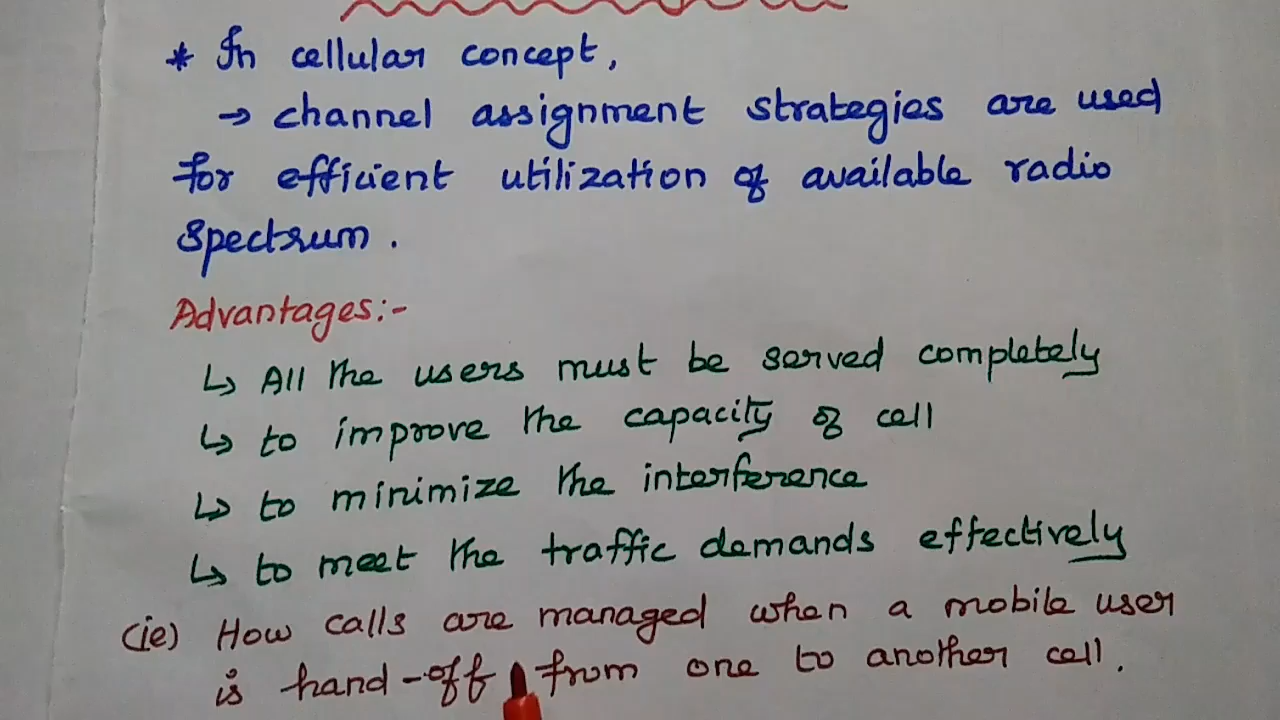 * In cellular concept,
→ channel assignment strategies are used
for efficient utilization of available radio
spectrum.
Advantages:-
↳ All the users must be served completely
↳ to improve the capacity of cell
↳ to minimize the interference
↳ to meet the traffic demands effectively
(ie) How calls are managed when a mobile user
is hand-off from one to another cell.